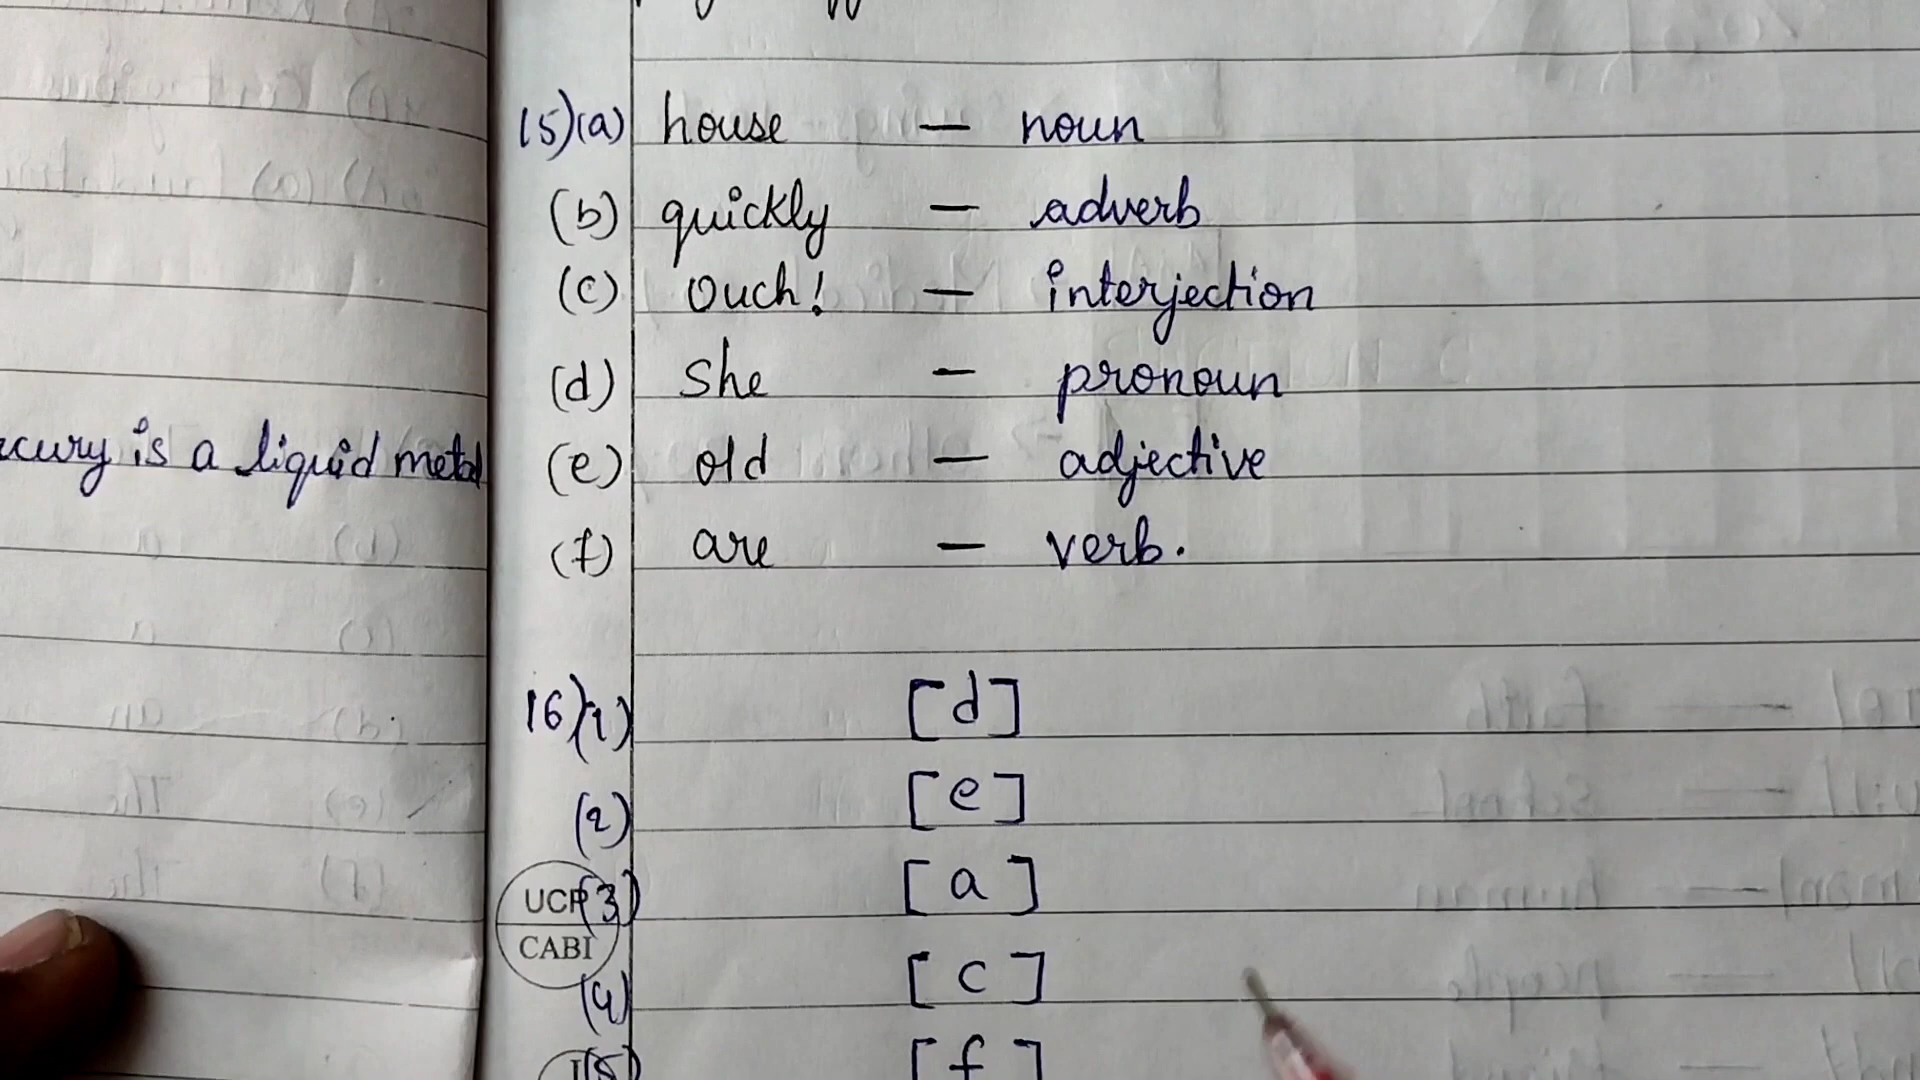 cury is a liquid metal
15)(a) house — noun
(b) quickly — adverb
(c) Ouch! — interjection
(d) She — pronoun
(e) old — adjective
(f) are — verb.
16)(1) [d]
(2) [e]
(3) [a]
UCP
CABI
(4) [c]
(5) [f]